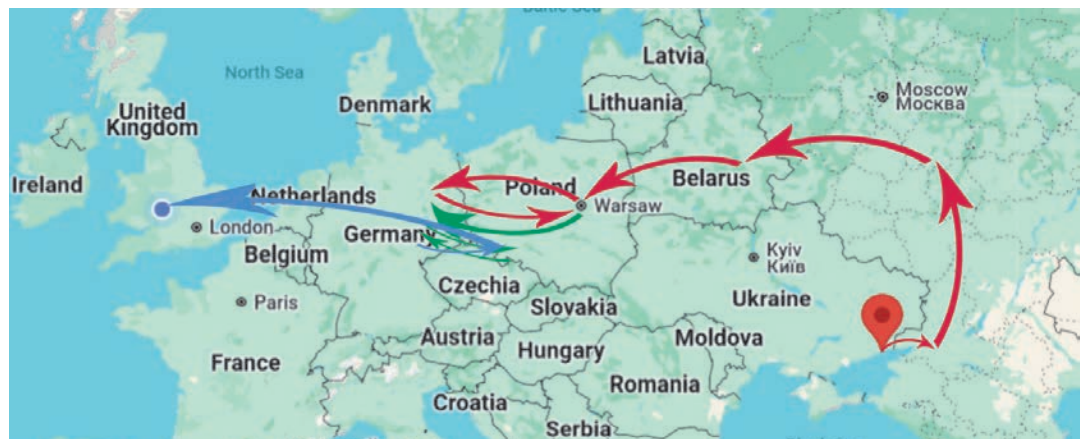 Baltic Sea
Latvia
North Sea
Moscow
Москва
Denmark
Lithuania
United
Kingdom
Ireland
Netherlands
Poland
Belarus
Warsaw
London
Germany
Belgium
Kyiv
Київ
Czechia
Paris
Slovakia
Ukraine
Austria
Moldova
Hungary
France
Romania
Croatia
Serbia